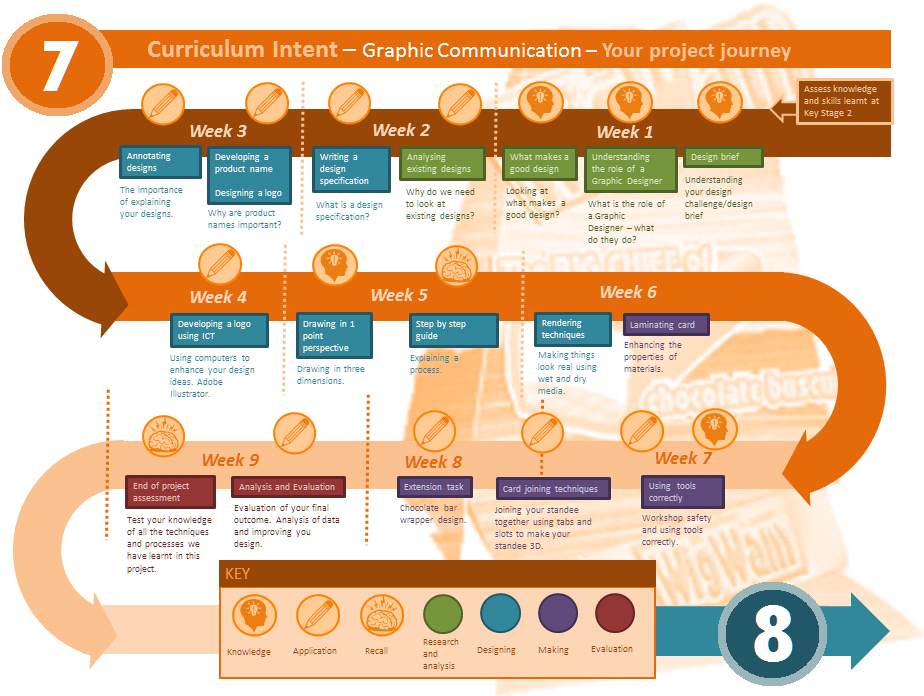 7
Curriculum Intent – Graphic Communication – Your project journey
Assess knowledge
and skills learnt at
Key Stage 2
Week 3
Week 2
Week 1
Annotating
designs
The importance
of explaining
your designs.
Developing a
product name
Designing a logo
Why are product
names important?
Writing a
design
specification
What is a design
specification?
Analysing
existing designs
Why do we need
to look at
existing designs?
What makes a
good design
Looking at
what makes a
good design?
Understanding
the role of a
Graphic Designer
What is the role of
a Graphic
Designer – what
do they do?
Design brief
Understanding
your design
challenge/design
brief
Week 4
Week 5
Week 6
Developing a logo
using ICT
Using computers to
enhance your design
ideas. Adobe
Illustrator.
Drawing in 1
point
perspective
Drawing in three
dimensions.
Step by step
guide
Explaining a
process.
Rendering
techniques
Making things
look real using
wet and dry
media.
Laminating card
Enhancing the
properties of
materials.
chocolate
Week 9
Week 8
Week 7
End of project
assessment
Test your knowledge
of all the techniques
and processes we
have learnt in this
project.
Analysis and Evaluation
Evaluation of your final
outcome. Analysis of data
and improving you
design.
Extension task
Chocolate bar
wrapper design.
Card joining techniques
Joining your standee
together using tabs and
slots to make your
standee 3D.
Using tools
correctly
Workshop safety
and using tools
correctly.
WigWam
KEY
Knowledge
Application
Recall
Research
and
analysis
Designing
Making
Evaluation
8